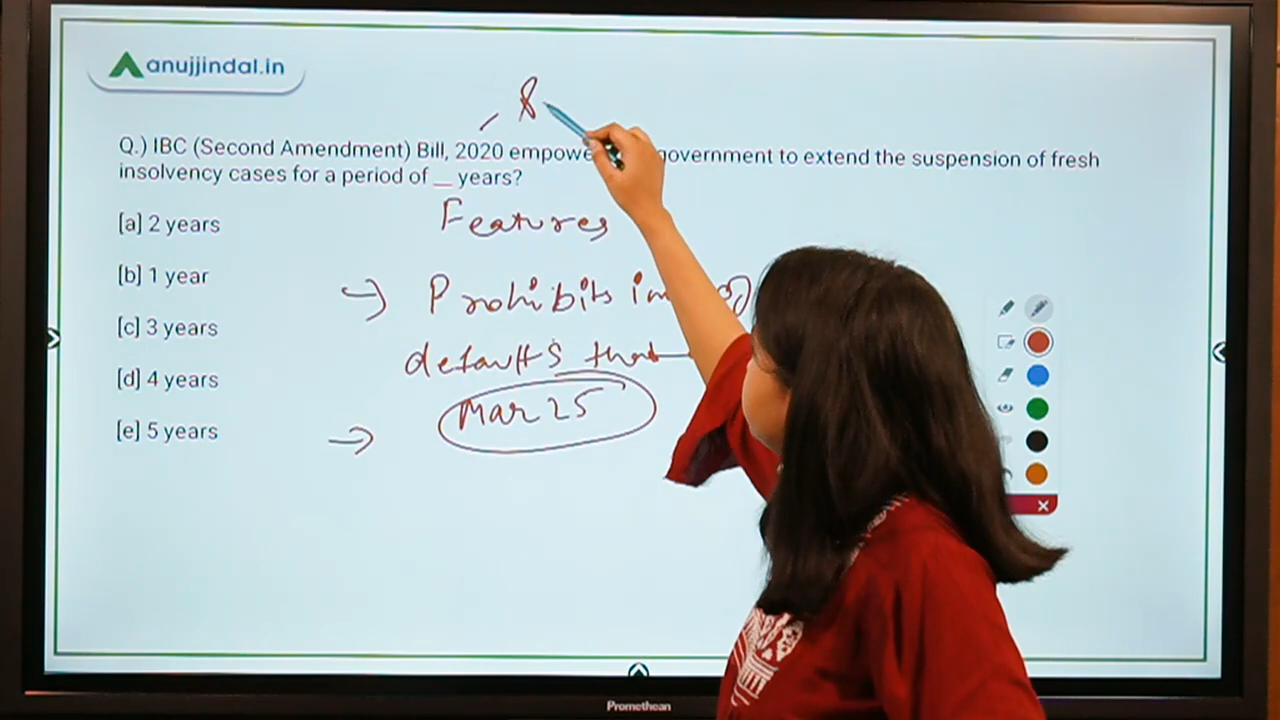 anujjindal.in
Q.) IBC (Second Amendment) Bill, 2020 empowe government to extend the suspension of fresh
insolvency cases for a period of __ years?
[a] 2 years
[b] 1 year
[c] 3 years
[d] 4 years
[e] 5 years
Features
→ Prohibits
defaults that
Mar 25
→
Promethean